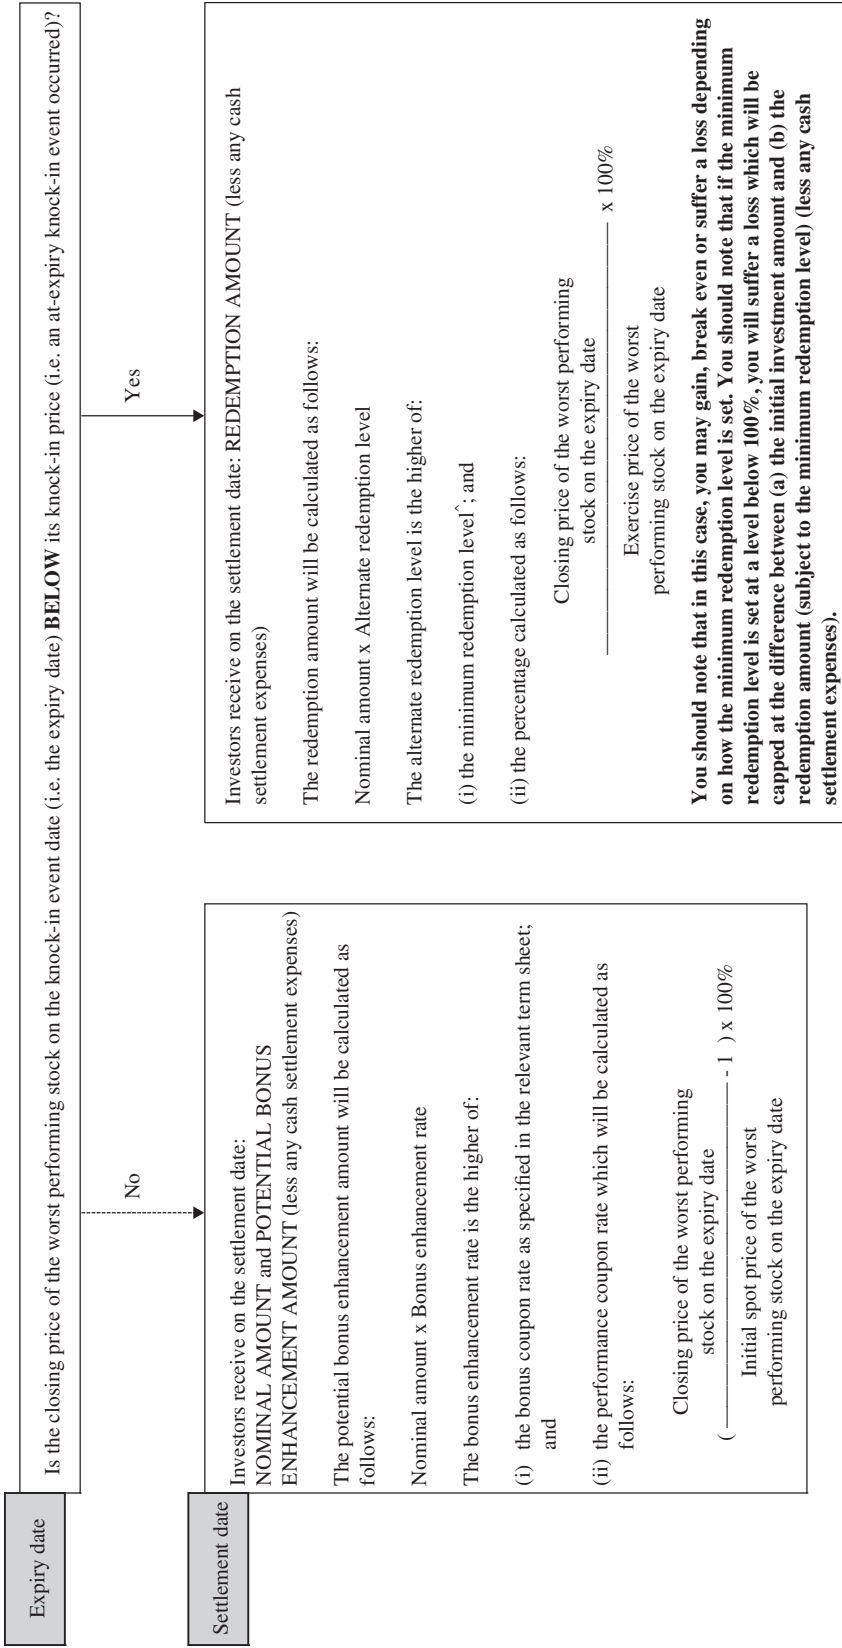 Expiry date
Is the closing price of the worst performing stock on the knock-in event date (i.e. the expiry date) BELOW its knock-in price (i.e. an at-expiry knock-in event occurred)?
No
Yes
Settlement date
Investors receive on the settlement date:
NOMINAL AMOUNT and POTENTIAL BONUS
ENHANCEMENT AMOUNT (less any cash settlement expenses)
The potential bonus enhancement amount will be calculated as
follows:
Nominal amount x Bonus enhancement rate
The bonus enhancement rate is the higher of:
(i) the bonus coupon rate as specified in the relevant term sheet;
and
(ii) the performance coupon rate which will be calculated as
follows:
Closing price of the worst performing
stock on the expiry date
( - 1 ) x 100%
Initial spot price of the worst
performing stock on the expiry date
Investors receive on the settlement date: REDEMPTION AMOUNT (less any cash
settlement expenses)
The redemption amount will be calculated as follows:
Nominal amount x Alternate redemption level
The alternate redemption level is the higher of:
(i) the minimum redemption level^; and
(ii) the percentage calculated as follows:
Closing price of the worst performing
stock on the expiry date
x 100%
Exercise price of the worst
performing stock on the expiry date
You should note that in this case, you may gain, break even or suffer a loss depending
on how the minimum redemption level is set. You should note that if the minimum
redemption level is set at a level below 100%, you will suffer a loss which will be
capped at the difference between (a) the initial investment amount and (b) the
redemption amount (subject to the minimum redemption level) (less any cash
settlement expenses).